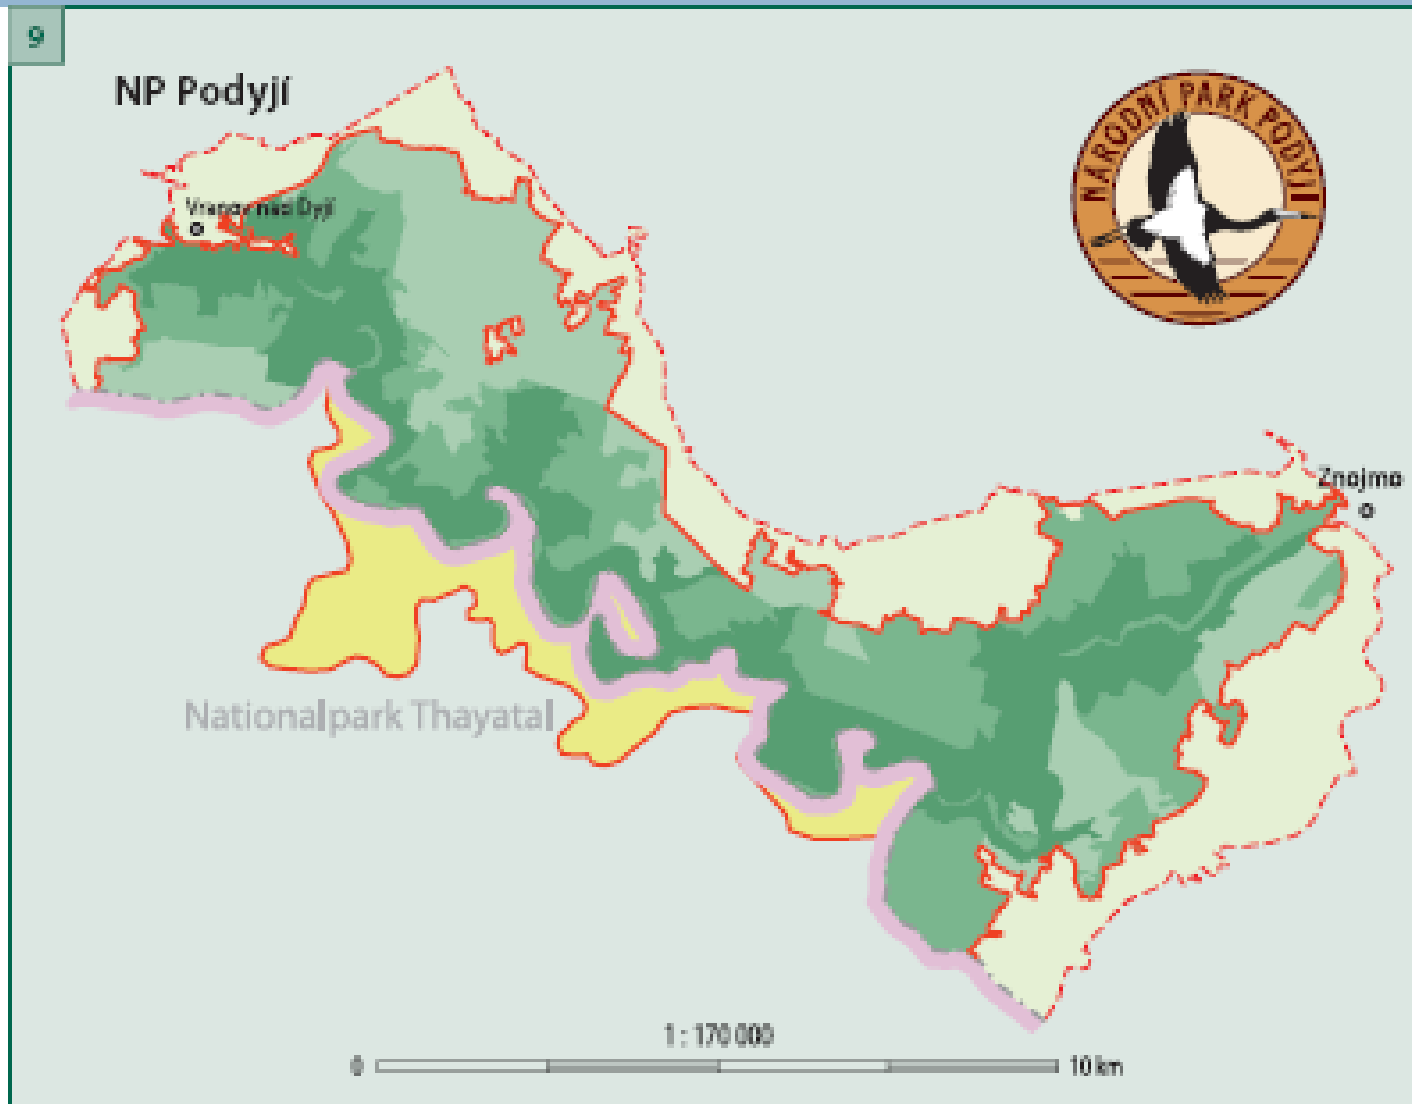 9
NP Podyjí
NÁRODNÍ PARK PODYJÍ
Vranov nad Dyjí
Znojmo
Nationalpark Thayatal
1 : 170 000
0 10 km